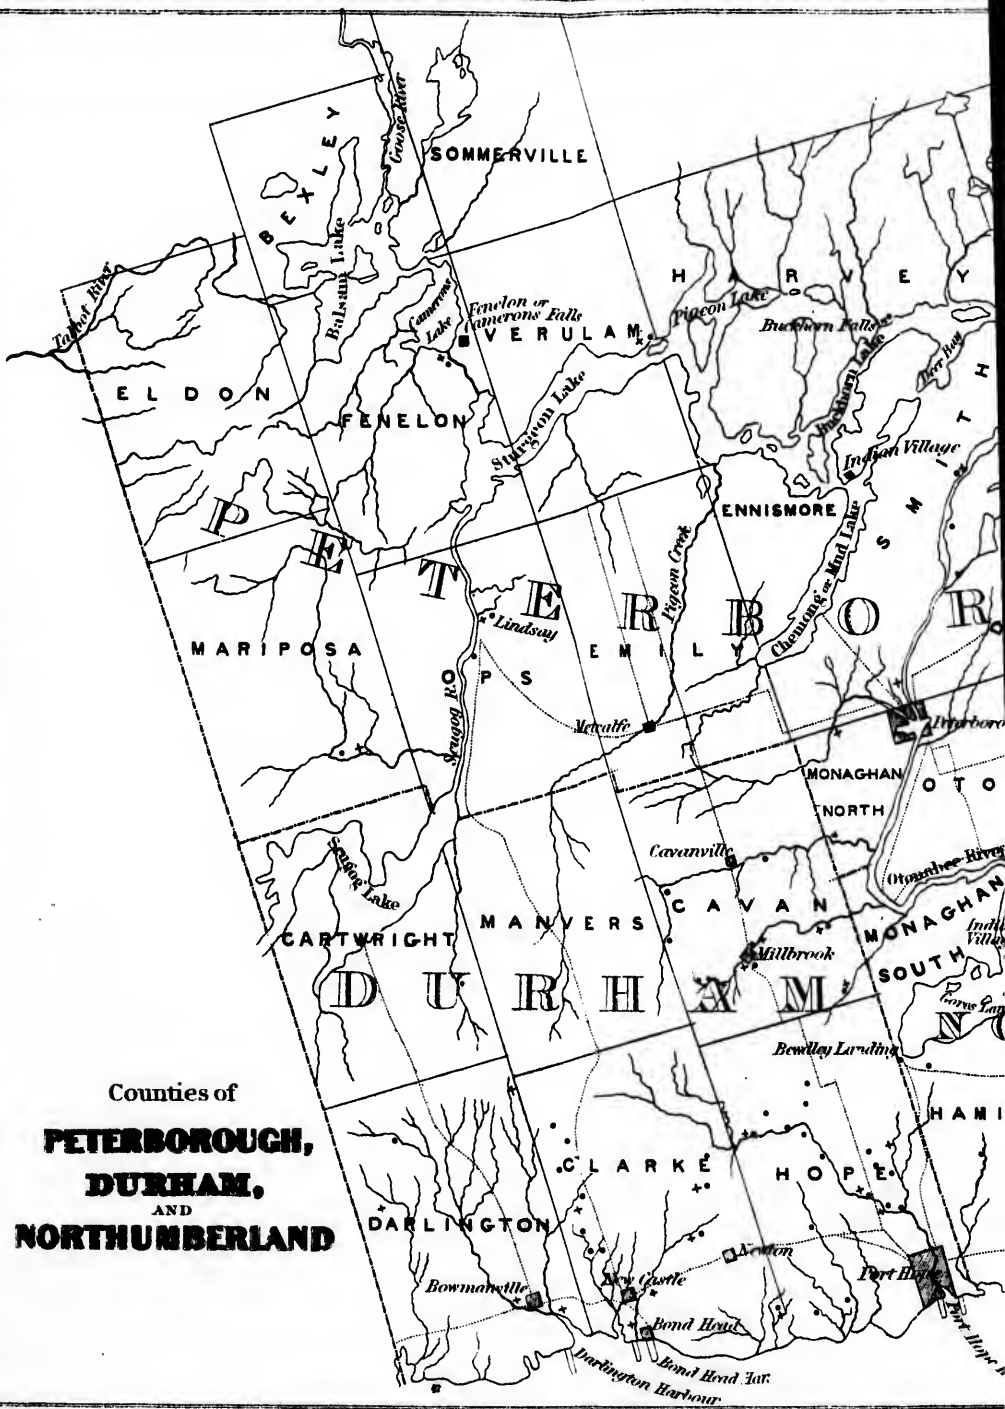 Goose River
SOMMERVILLE
BEXLEY
Balsam Lake
Talbot River
Camerons
Lake
Fenelon or
Camerons Falls
VERULAM
HARVEY
Pigeon Lake
Buckhorn Falls
Buckhorn Lake
Deer Bay
ELDON
FENELON
Sturgeon Lake
Indian Village
SMITH
ENNISMORE
PETERBOR
Pigeon Creek
Chemong or Mud Lake
Lindsay
MARIPOSA
EMILY
OPS
Scugog R.
Metcalfe
Peterboro
MONAGHAN
NORTH
OTO
Scugog Lake
Cavanville
Otonabee River
CAVAN
MANVERS
MONAGHAN
SOUTH
CARTWRIGHT
Millbrook
DURHAM
Bewdley Landing
Counties of
PETERBOROUGH,
DURHAM,
AND
NORTHUMBERLAND
HAMI
CLARKE
HOPE
DARLINGTON
Newton
Bowmanville
New Castle
Port Hope
Bond Head
Bond Head Har.
Darlington Harbour
Port Hope